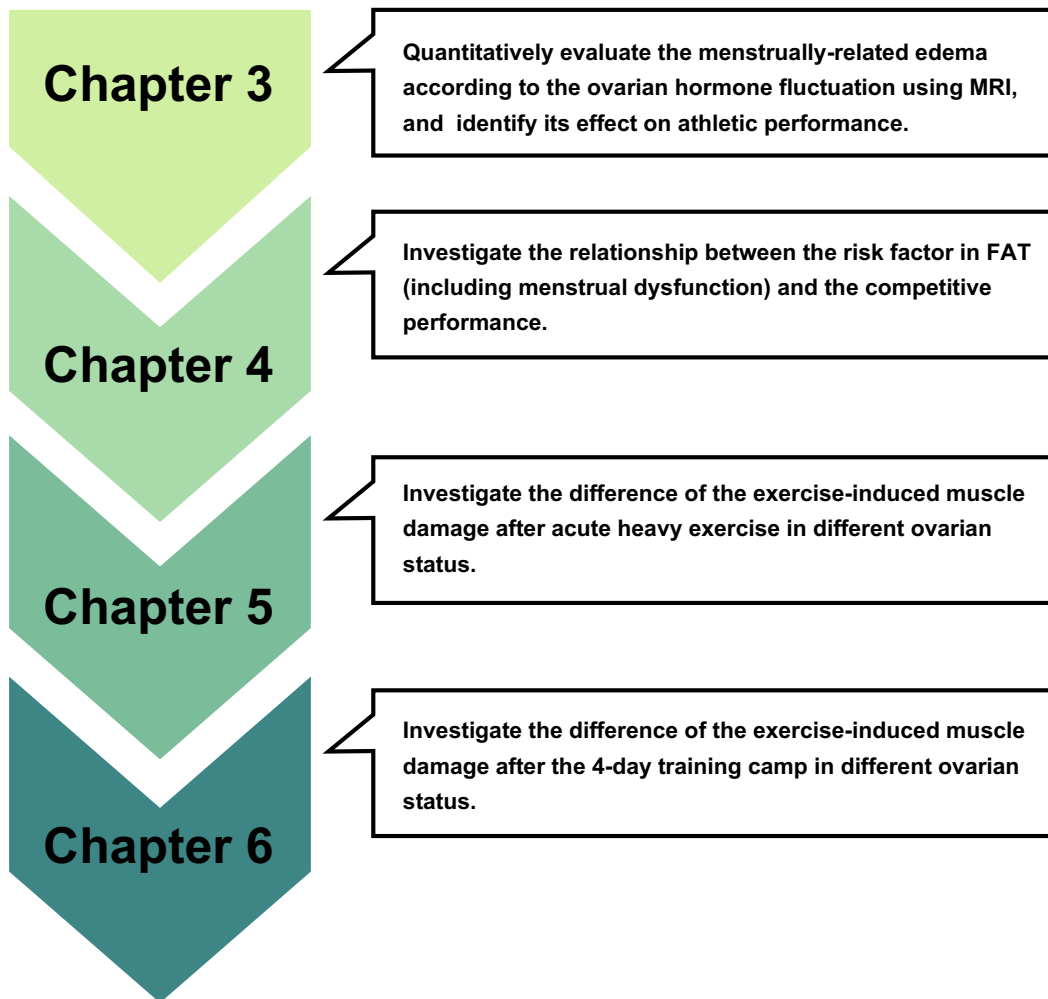 Chapter 3
Quantitatively evaluate the menstrually-related edema
according to the ovarian hormone fluctuation using MRI,
and identify its effect on athletic performance.
Chapter 4
Investigate the relationship between the risk factor in FAT
(including menstrual dysfunction) and the competitive
performance.
Chapter 5
Investigate the difference of the exercise-induced muscle
damage after acute heavy exercise in different ovarian
status.
Chapter 6
Investigate the difference of the exercise-induced muscle
damage after the 4-day training camp in different ovarian
status.